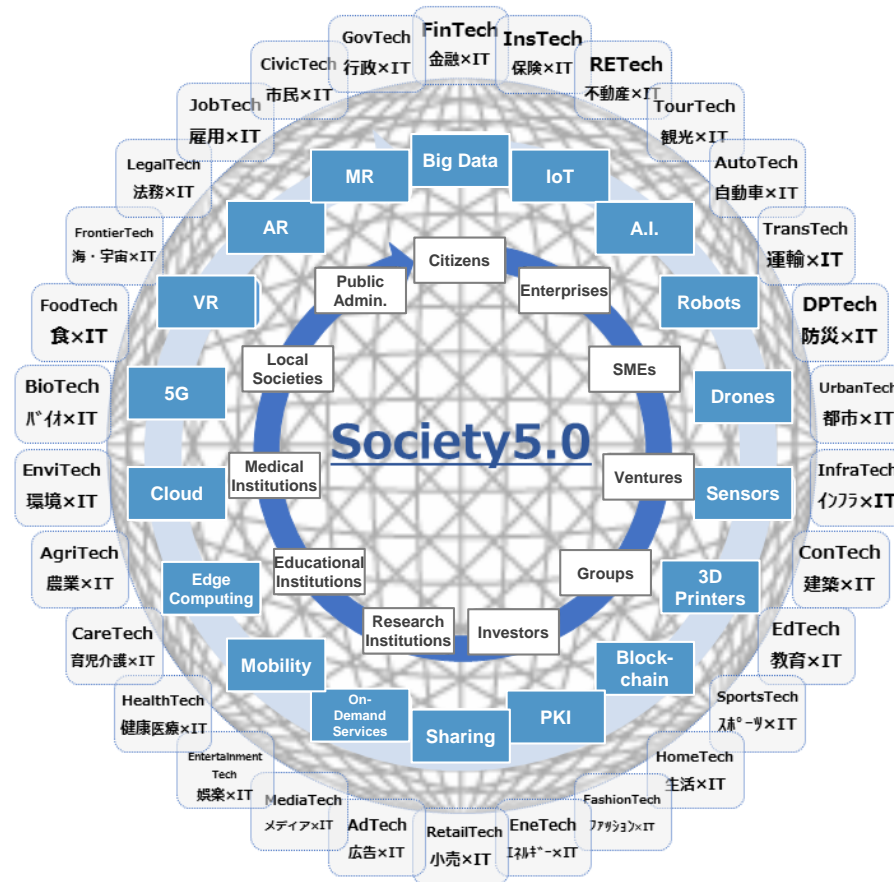 FinTech
金融×IT
InsTech
保険×IT
RETech
不動産×IT
TourTech
観光×IT
AutoTech
自動車×IT
TransTech
運輸×IT
DPTech
防災×IT
UrbanTech
都市×IT
InfraTech
ｲﾝﾌﾗ×IT
ConTech
建築×IT
EdTech
教育×IT
SportsTech
ｽﾎﾟｰﾂ×IT
HomeTech
生活×IT
FashionTech
ﾌｧｯｼｮﾝ×IT
EneTech
ｴﾈﾙｷﾞｰ×IT
RetailTech
小売×IT
AdTech
広告×IT
MediaTech
メディア×IT
Entertainment
Tech
娯楽×IT
HealthTech
健康医療×IT
CareTech
育児介護×IT
AgriTech
農業×IT
EnviTech
環境×IT
BioTech
ﾊﾞｲｵ×IT
FoodTech
食×IT
FrontierTech
海・宇宙×IT
LegalTech
法務×IT
JobTech
雇用×IT
CivicTech
市民×IT
GovTech
行政×IT
Big Data
IoT
A.I.
Robots
Drones
Sensors
3D
Printers
Block-
chain
PKI
Sharing
On-
Demand
Services
Mobility
Edge
Computing
Cloud
5G
VR
AR
MR
Citizens
Enterprises
SMEs
Ventures
Groups
Investors
Research
Institutions
Educational
Institutions
Medical
Institutions
Local
Societies
Public
Admin.
Society5.0